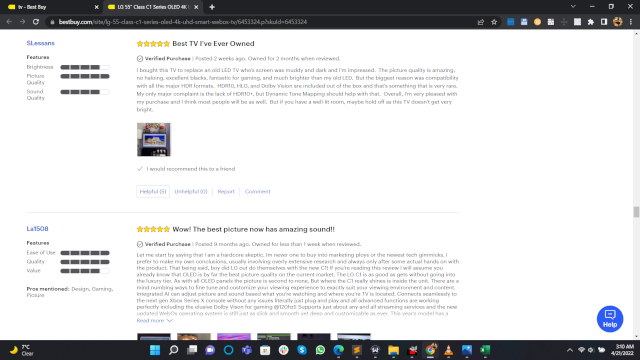 tv - Best Buy
LG 55" Class C1 Series OLED 4K
bestbuy.com/site/lg-55-class-c1-series-oled-4k-uhd-smart-webos-tv/6453324.p?skuId=6453324
SLessans
Best TV I've Ever Owned
Verified Purchase | Posted 2 weeks ago. Owned for 2 months when reviewed.
Features
Brightness
Picture Quality
Sound Quality
I bought this TV to replace an old LED TV who's screen was muddy and dark and I'm impressed. The picture quality is amazing,
no haloing, excellent blacks, fantastic for gaming, and much brighter than my old LED. But the biggest reason was compatibility
with all the major HDR formats. HDR10, HLG, and Dolby Vision are included out of the box and that's something that is very rare.
My only major complaint is the lack of HDR10+, but Dynamic Tone Mapping should help with that. Overall, I'm very pleased with
my purchase and I think most people will be as well. But if you have a well lit room, maybe hold off as this TV doesn't get very
bright.
I would recommend this to a friend
Helpful (5)
Unhelpful (0)
Report
Comment
La1508
Wow! The best picture now has amazing sound!!
Verified Purchase | Posted 9 months ago. Owned for less than 1 week when reviewed.
Features
Ease of Use
Quality
Value
Pros mentioned: Design, Gaming,
Picture
Let me start by saying that I am a hardcore skeptic. Im never one to buy into marketing ploys or the newest tech gimmicks. I
prefer to make my own conclusions, usually involving overly extensive research and always only after some actual hands on with
the product. That being said, boy did LG out do themselves with the new C1! If you're reading this review I will assume you
already know that OLED is by far the best picture quality on the current market. The LG C1 is as good as gets without going into
the luxury tier. As with all OLED panels the picture is second to none. But where the C1 really shines is inside the unit. There are a
mind numbing ways to fine tune and customize your viewing experience to exactly suit your viewing environment and content.
Integrated AI can adjust picture and sound based what you're watching and where you're TV is located. Connects seamlessly to
the next gen Xbox Series X console without any issues literally just plug and play and all advanced functions are working
perfectly including the elusive Dolby Vison for gaming @120hz! Supports just about any and all streaming services and the new
updated WebOs operating system is still just as slick and smooth yet deep and customizable as ever. This year's model has a
Read more
Help
7°C
Clear
3:10 AM
4/21/2022